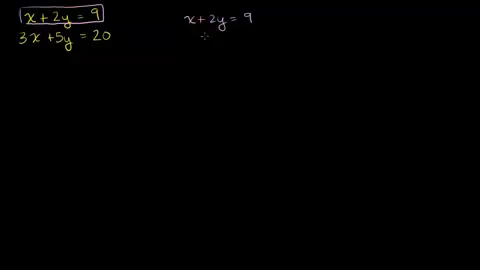 x + 2y = 9
3x + 5y = 20
x + 2y = 9